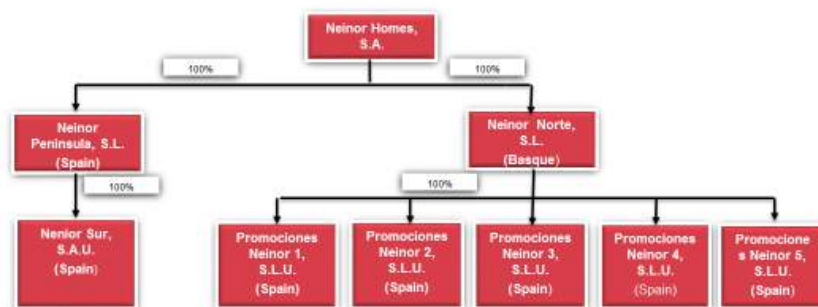 Neinor Homes,
S.A.
100%
100%
Neinor
Peninsula, S.L.
(Spain)
Neinor Norte,
S.L.
(Basque)
100%
100%
Nenior Sur,
S.A.U.
(Spain)
Promociones
Neinor 1,
S.L.U.
(Spain)
Promociones
Neinor 2,
S.L.U.
(Spain)
Promociones
Neinor 3,
S.L.U.
(Spain)
Promociones
Neinor 4,
S.L.U.
(Spain)
Promocione
s Neinor 5,
S.L.U.
(Spain)